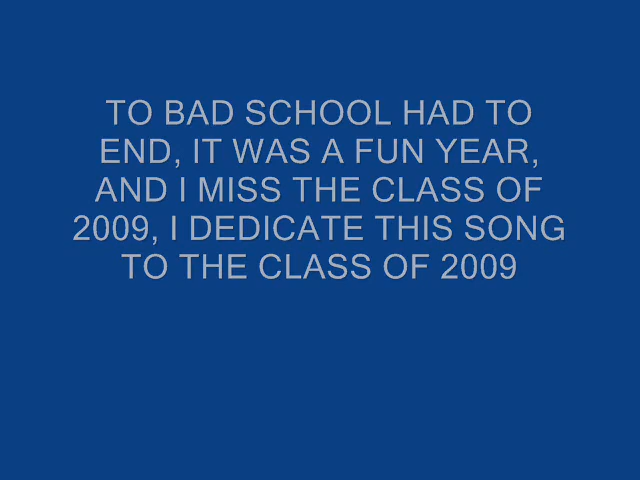 TO BAD SCHOOL HAD TO
END, IT WAS A FUN YEAR,
AND I MISS THE CLASS OF
2009, I DEDICATE THIS SONG
TO THE CLASS OF 2009